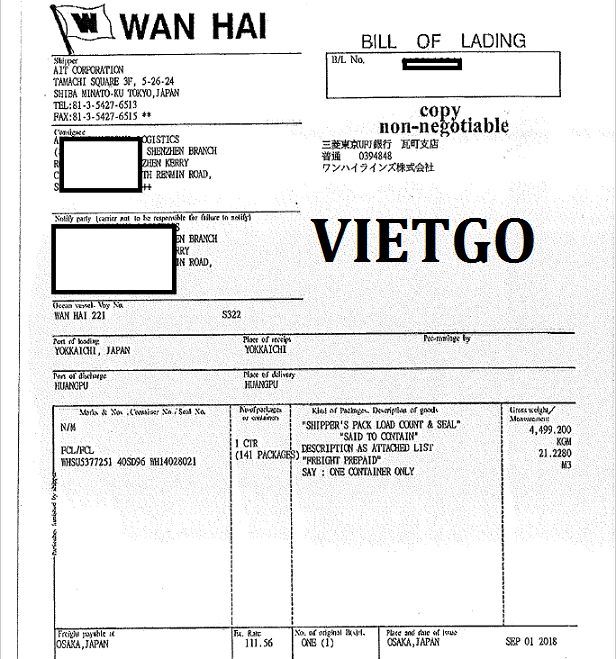 WAN HAI
BILL OF LADING
B/L No.
copy
non-negotiable
三菱東京UFJ銀行 瓦町支店
普通 0394848
ワンハイラインズ株式会社
Shipper
AIT CORPORATION
TAMACHI SQUARE 3F, 5-26-24
SHIBA MINATO-KU TOKYO,JAPAN
TEL:81-3-5427-6513
FAX:81-3-5427-6515 **
Consignee
OGISTICS
SHENZHEN BRANCH
ZHEN KERRY
TH RENMIN ROAD,
++
Notify party (carrier not to be responsible for failure to notify)
EN BRANCH
RRY
MIN ROAD,
VIETGO
Ocean vessel. Voy No.
WAN HAI 221 S322
Port of loading Place of receipt Pre-carriage by
YOKKAICHI, JAPAN YOKKAICHI
Port of discharge Place of delivery
HUANGPU HUANGPU
Marks & Nos. /Container No /Seal No. No of packages or containers Kind of Packages, Description of goods Gross weight/ Measurement
N/M "SHIPPER'S PACK LOAD COUNT & SEAL" 4,499.200
"SAID TO CONTAIN" KGM
FCL/FCL 1 CTR DESCRIPTION AS ATTACHED LIST 21.2280
WHSU5377251 40SD96 WH14028021 (141 PACKAGES) "FREIGHT PREPAID" M3
SAY : ONE CONTAINER ONLY
Particulars furnished by shipper
Freight payable at Ex. Rate No. of original B(s)/L Place and date of issue
OSAKA,JAPAN 111.56 ONE (1) OSAKA,JAPAN SEP 01 2018